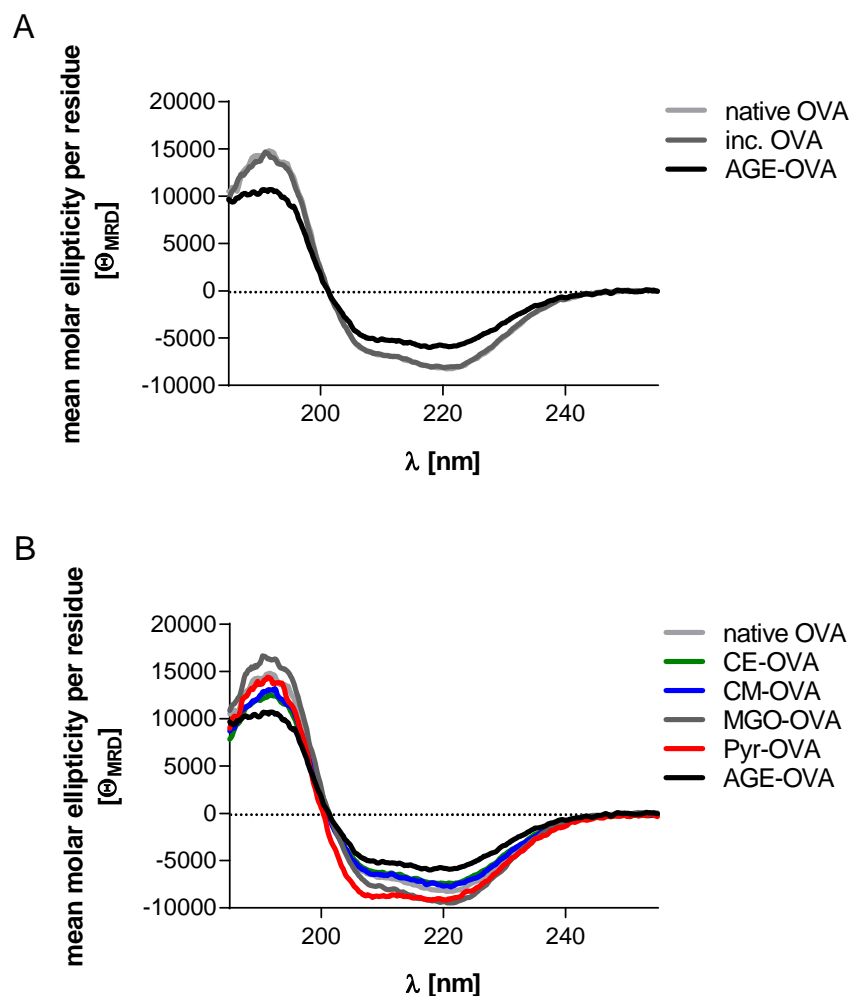 A
mean molar ellipticity per residue
[ΘMRD]
20000
15000
10000
5000
0
-5000
-10000
200
220
240
λ [nm]
native OVA
inc. OVA
AGE-OVA
B
mean molar ellipticity per residue
[ΘMRD]
20000
15000
10000
5000
0
-5000
-10000
200
220
240
λ [nm]
native OVA
CE-OVA
CM-OVA
MGO-OVA
Pyr-OVA
AGE-OVA